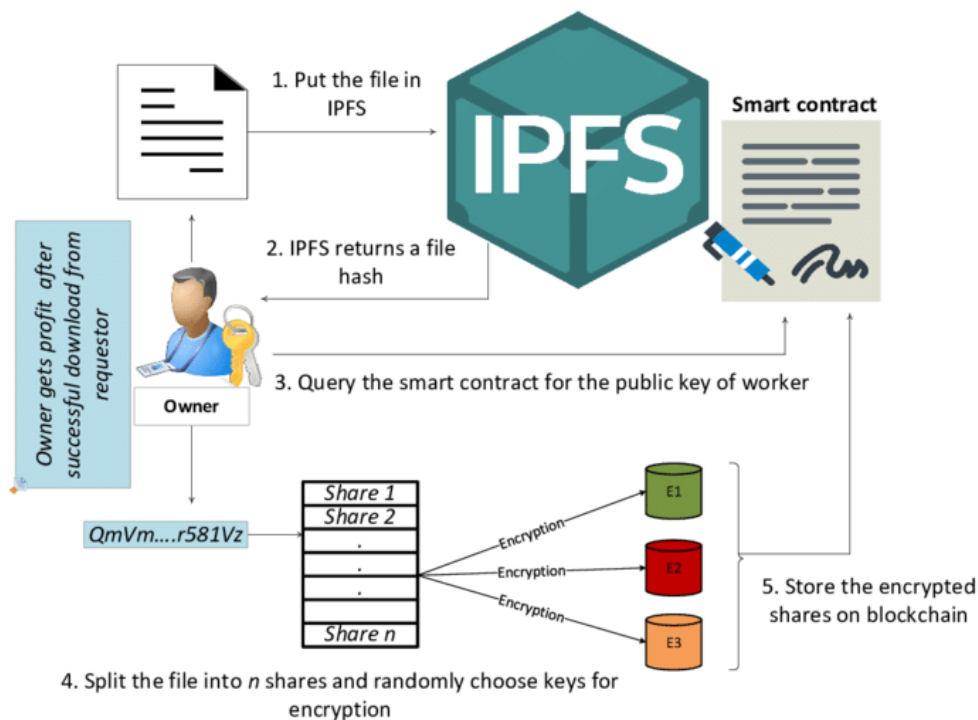 1. Put the file in
IPFS
IPFS
Smart contract
2. IPFS returns a file
hash
Owner gets profit after
successful download from
requestor
3. Query the smart contract for the public key of worker
Owner
QmVm....r581Vz
Share 1
Share 2
.
.
.
Share n
Encryption
Encryption
Encryption
E1
E2
E3
5. Store the encrypted
shares on blockchain
4. Split the file into n shares and randomly choose keys for
encryption